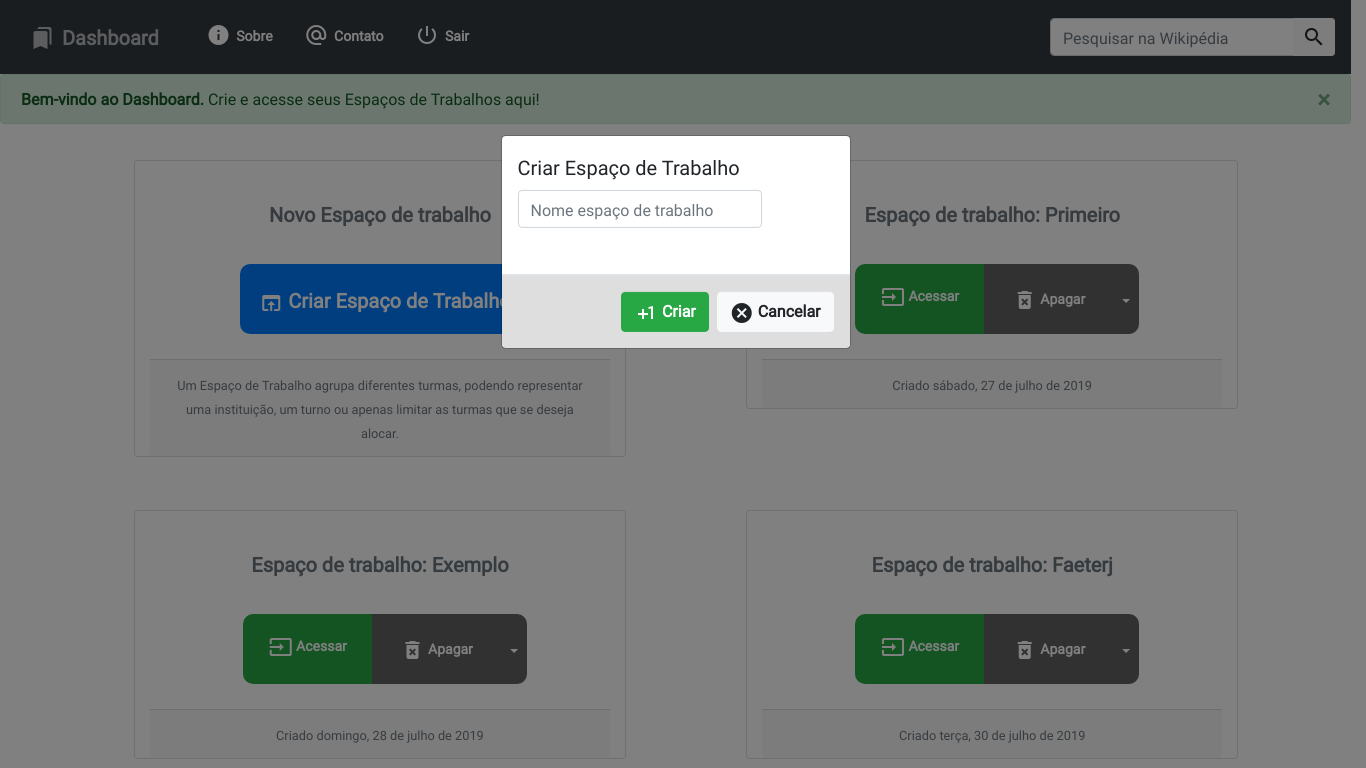 Dashboard
Sobre
Contato
Sair
Pesquisar na Wikipédia
Bem-vindo ao Dashboard. Crie e acesse seus Espaços de Trabalhos aqui!
×
Criar Espaço de Trabalho
Nome espaço de trabalho
+1 Criar
Cancelar
Novo Espaço de trabalho
Criar Espaço de Trabalho
Um Espaço de Trabalho agrupa diferentes turmas, podendo representar
uma instituição, um turno ou apenas limitar as turmas que se deseja
alocar.
Espaço de trabalho: Primeiro
Acessar
Apagar
Criado sábado, 27 de julho de 2019
Espaço de trabalho: Exemplo
Acessar
Apagar
Criado domingo, 28 de julho de 2019
Espaço de trabalho: Faeterj
Acessar
Apagar
Criado terça, 30 de julho de 2019